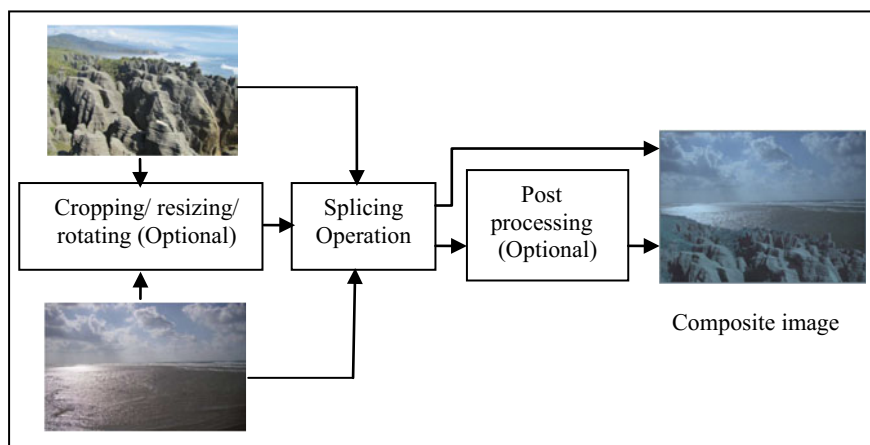 Cropping/ resizing/
rotating (Optional)
Splicing
Operation
Post
processing
(Optional)
Composite image